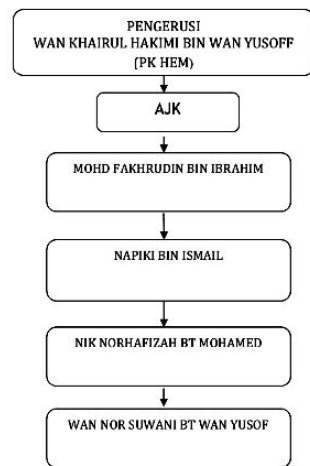 PENGERUSI
WAN KHAIRUL HAKIMI BIN WAN YUSOFF
(PK HEM)
AJK
MOHD FAKHRUDIN BIN IBRAHIM
NAPIKI BIN ISMAIL
NIK NORHAFIZAH BT MOHAMED
WAN NOR SUWANI BT WAN YUSOF